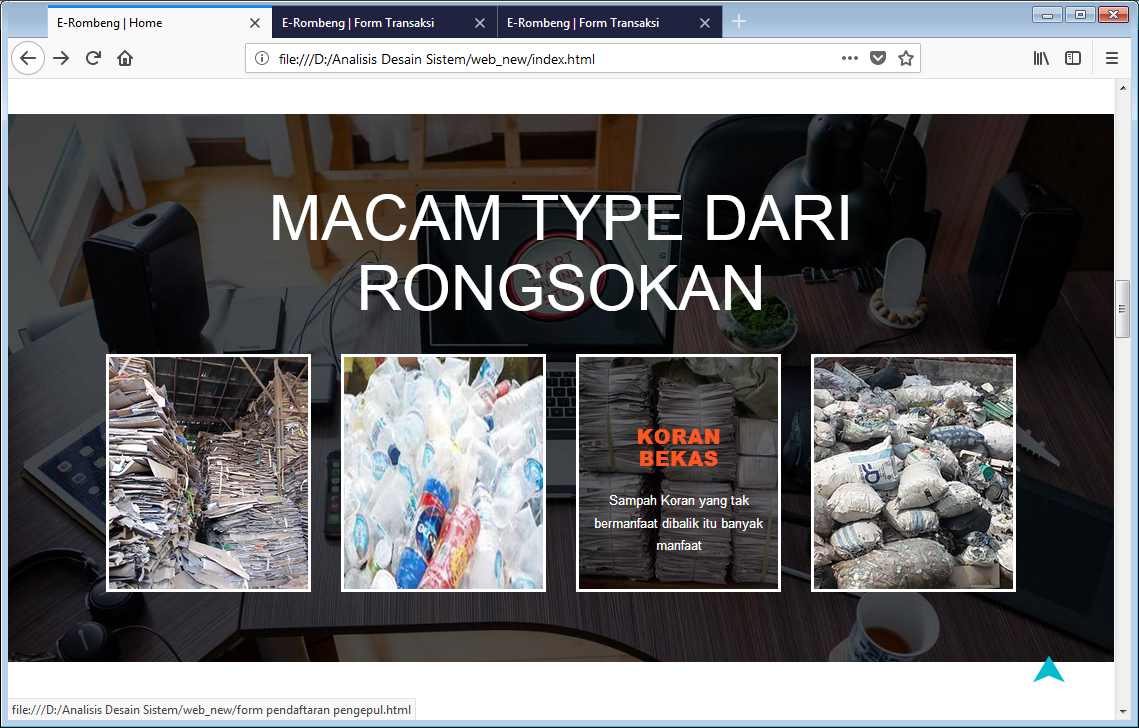 E-Rombeng | Home
E-Rombeng | Form Transaksi
E-Rombeng | Form Transaksi
file:///D:/Analisis Desain Sistem/web_new/index.html
MACAM TYPE DARI
RONGSOKAN
START
KORAN
BEKAS
Sampah Koran yang tak
bermanfaat dibalik itu banyak
manfaat
file:///D:/Analisis Desain Sistem/web_new/form pendaftaran pengepul.html